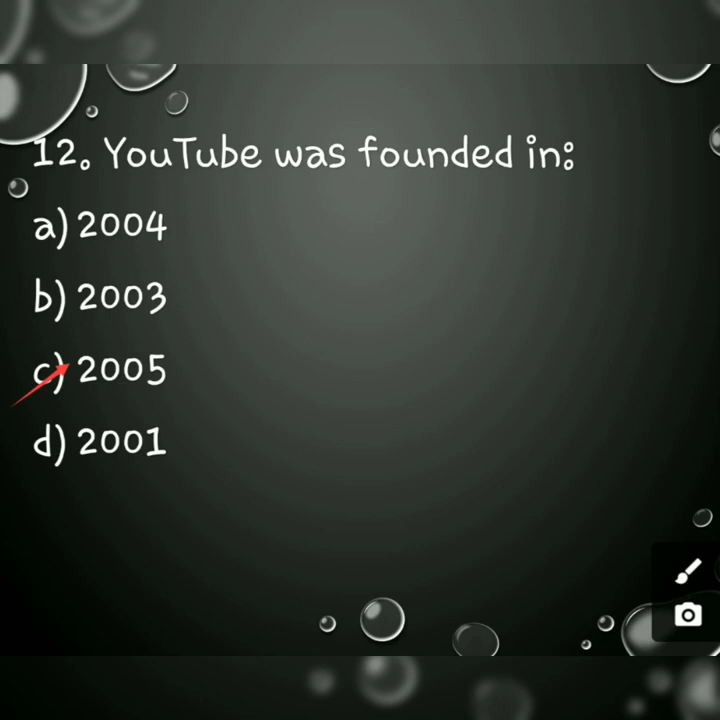 12. YouTube was founded in:
a) 2004
b) 2003
c) 2005
d) 2001